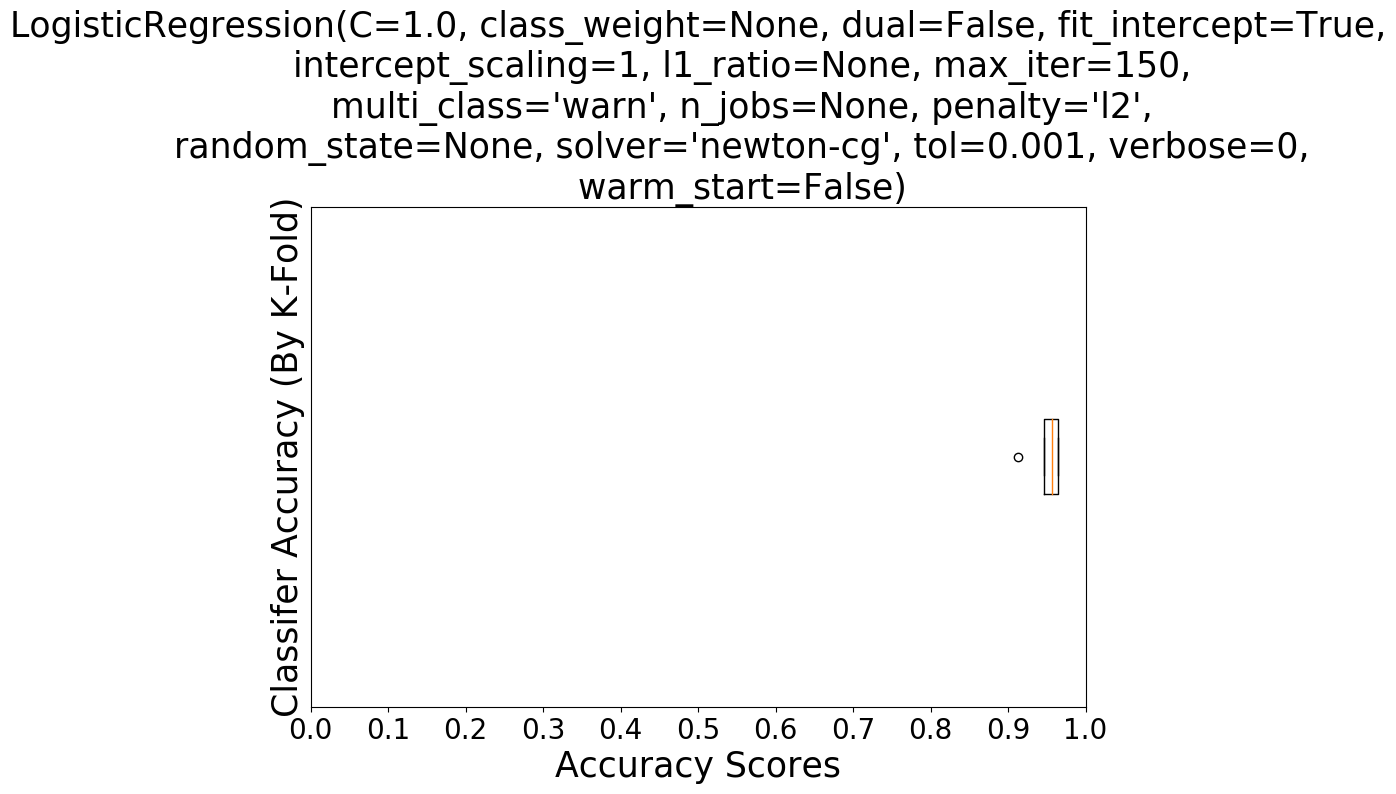 LogisticRegression(C=1.0, class_weight=None, dual=False, fit_intercept=True,
intercept_scaling=1, l1_ratio=None, max_iter=150,
multi_class='warn', n_jobs=None, penalty='l2',
random_state=None, solver='newton-cg', tol=0.001, verbose=0,
warm_start=False)
Classifer Accuracy (By K-Fold)
0.0 0.1 0.2 0.3 0.4 0.5 0.6 0.7 0.8 0.9 1.0
Accuracy Scores